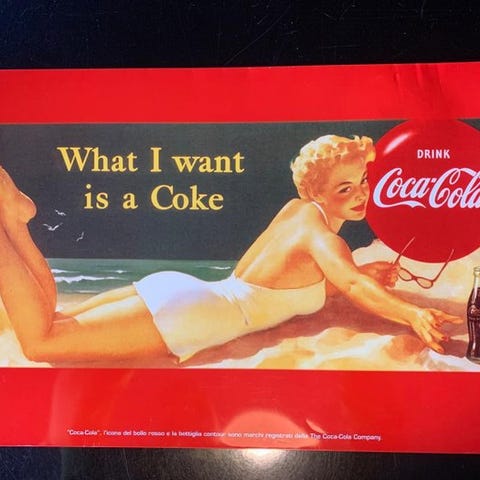 What I want
is a Coke
DRINK
Coca-Cola
"Coca-Cola", l'icona del bollo rosso e la bottiglia contour sono marchi registrati della The Coca-Cola Company.